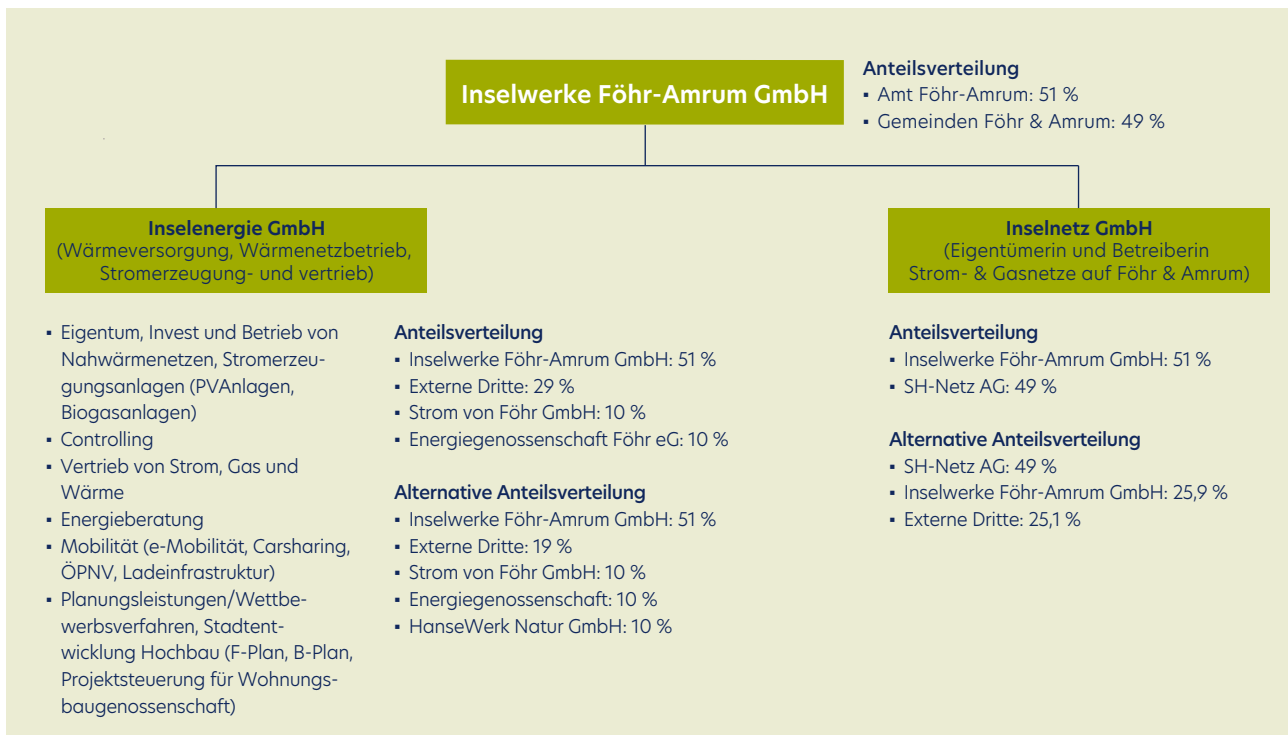 Inselwerke Föhr-Amrum GmbH
Anteilsverteilung
▪ Amt Föhr-Amrum: 51 %
▪ Gemeinden Föhr & Amrum: 49 %
Inselenergie GmbH
(Wärmeversorgung, Wärmenetzbetrieb,
Stromerzeugung- und vertrieb)
▪ Eigentum, Invest und Betrieb von
Nahwärmenetzen, Stromerzeu-
gungsanlagen (PVAnlagen,
Biogasanlagen)
▪ Controlling
▪ Vertrieb von Strom, Gas und
Wärme
▪ Energieberatung
▪ Mobilität (e-Mobilität, Carsharing,
ÖPNV, Ladeinfrastruktur)
▪ Planungsleistungen/Wettbe-
werbsverfahren, Stadtent-
wicklung Hochbau (F-Plan, B-Plan,
Projektsteuerung für Wohnungs-
baugenossenschaft)
Anteilsverteilung
▪ Inselwerke Föhr-Amrum GmbH: 51 %
▪ Externe Dritte: 29 %
▪ Strom von Föhr GmbH: 10 %
▪ Energiegenossenschaft Föhr eG: 10 %
Alternative Anteilsverteilung
▪ Inselwerke Föhr-Amrum GmbH: 51 %
▪ Externe Dritte: 19 %
▪ Strom von Föhr GmbH: 10 %
▪ Energiegenossenschaft: 10 %
▪ HanseWerk Natur GmbH: 10 %
Inselnetz GmbH
(Eigentümerin und Betreiberin
Strom- & Gasnetze auf Föhr & Amrum)
Anteilsverteilung
▪ Inselwerke Föhr-Amrum GmbH: 51 %
▪ SH-Netz AG: 49 %
Alternative Anteilsverteilung
▪ SH-Netz AG: 49 %
▪ Inselwerke Föhr-Amrum GmbH: 25,9 %
▪ Externe Dritte: 25,1 %